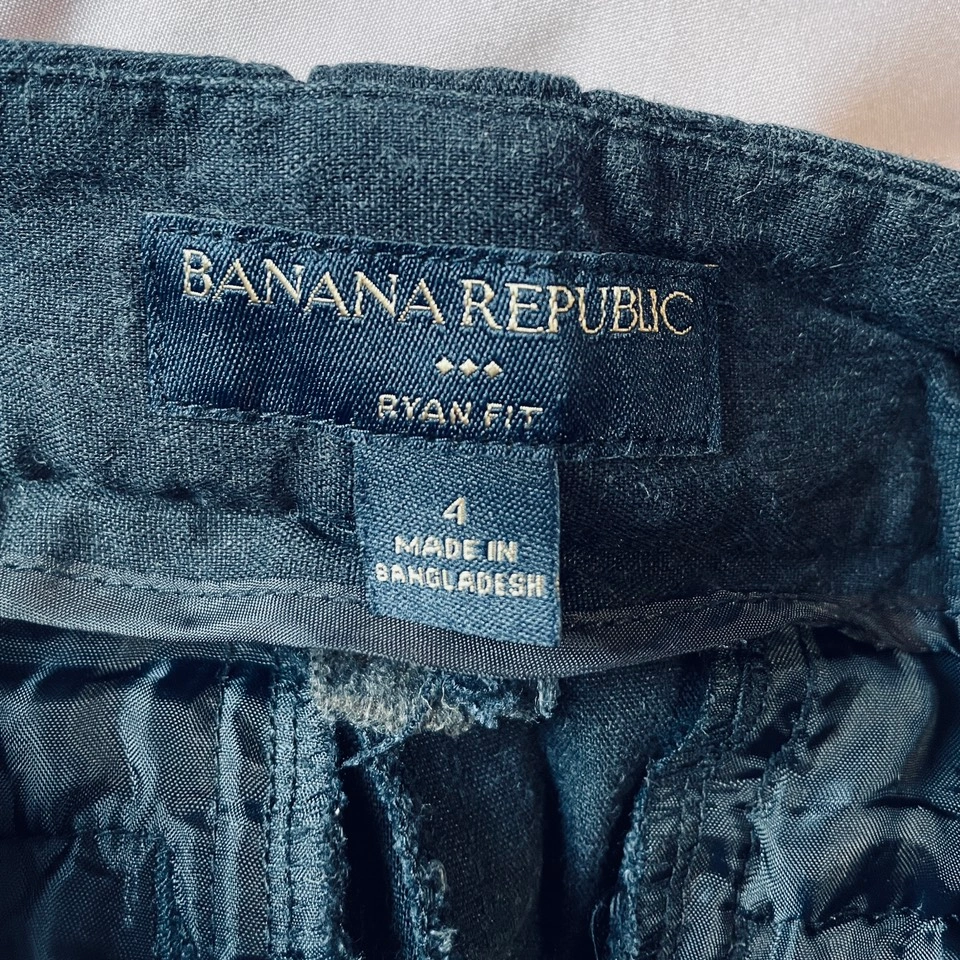 BANANA REPUBLIC
RYAN FIT
4
MADE IN
BANGLADESH